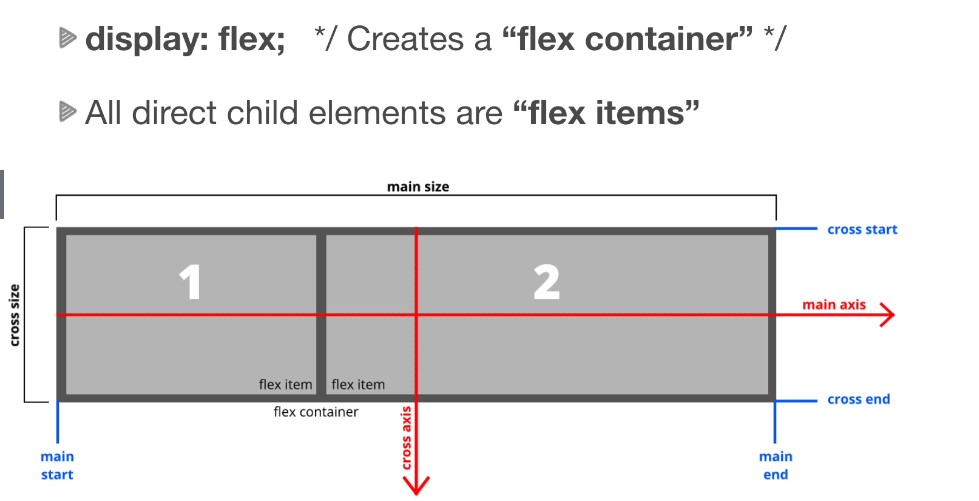 display: flex; */ Creates a “flex container” */
All direct child elements are “flex items”
main size
cross start
1
2
cross size
main axis
flex item
flex item
cross end
flex container
cross axis
main
start
main
end